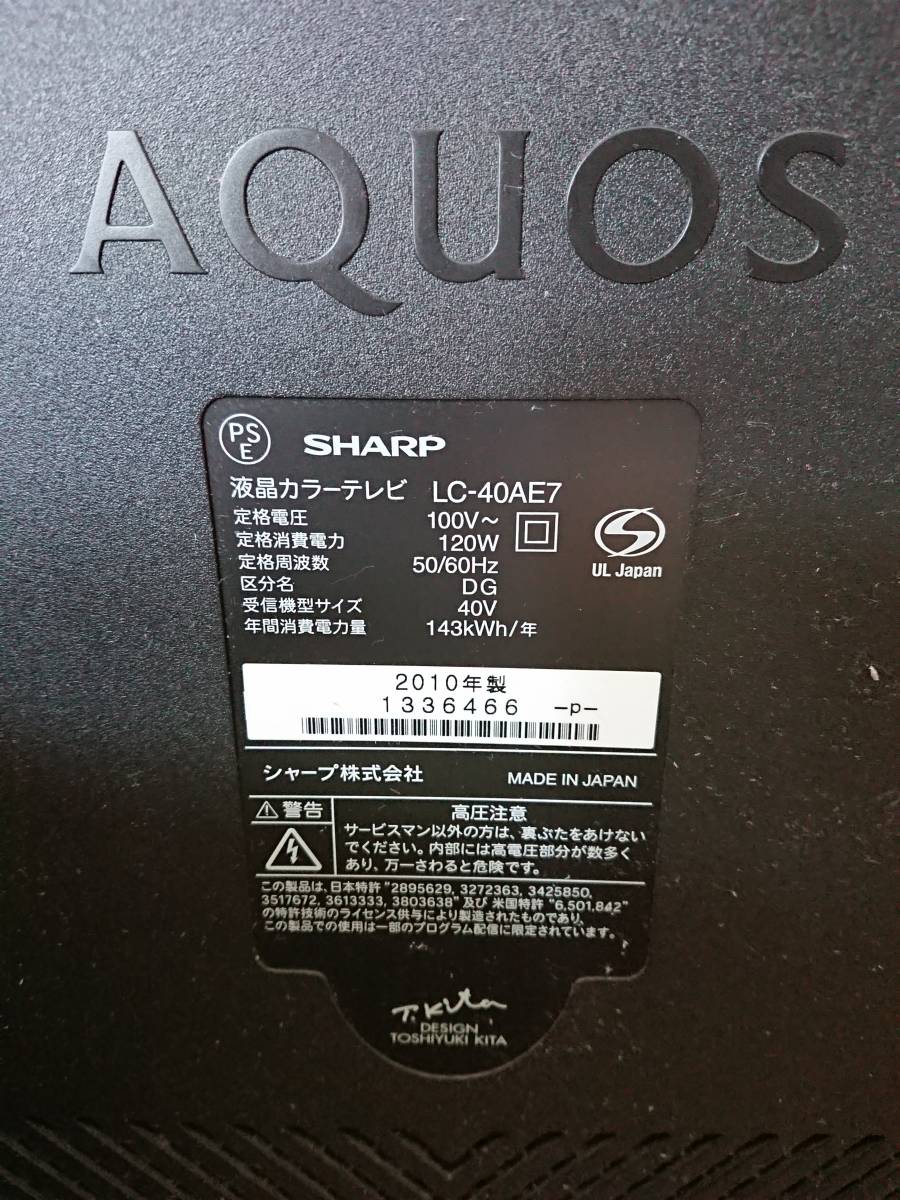 AQUOS
PS
E
SHARP
液晶カラーテレビ LC-40AE7
定格電圧 100V～
定格消費電力 120W
定格周波数 50/60Hz
区分名 DG
受信機型サイズ 40V
年間消費電力量 143kWh/年
UL Japan
2010年製
1336466 -p-
シャープ株式会社 MADE IN JAPAN
警告
高圧注意
サービスマン以外の方は、裏ぶたをあけない
でください。内部には高電圧部分が数多く
あり、万一さわると危険です。
この製品は、日本特許 "2895629, 3272363, 3425850,
3517672, 3613333, 3803638" 及び 米国特許 "6,501,842"
の特許技術のライセンス供与により製造されたものであり、
この製品での使用は一部のプログラム配信に限定されています。
T.Kita
DESIGN
TOSHIYUKI KITA